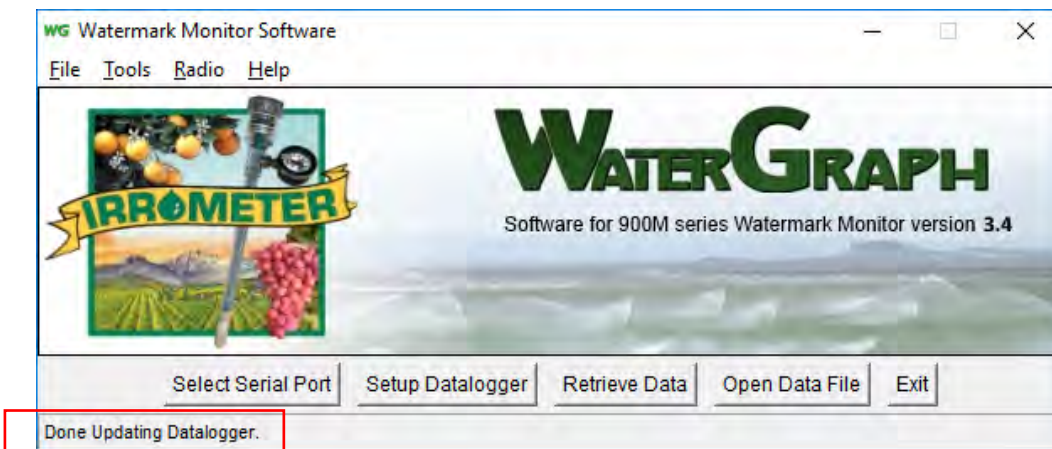 WG Watermark Monitor Software
File Tools Radio Help
IRROMETER
WATERGRAPH
Software for 900M series Watermark Monitor version 3.4
Select Serial Port Setup Datalogger Retrieve Data Open Data File Exit
Done Updating Datalogger.